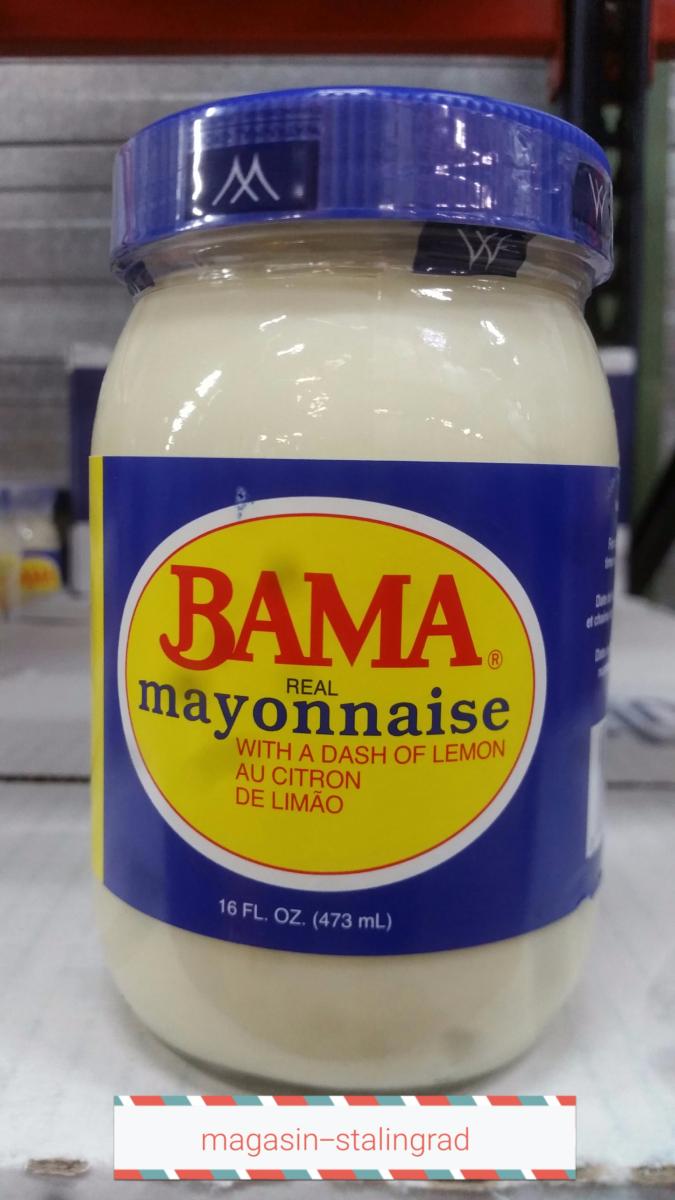 BAMA®
REAL
mayonnaise
WITH A DASH OF LEMON
AU CITRON
DE LIMÃO
16 FL. OZ. (473 mL)
magasin–stalingrad